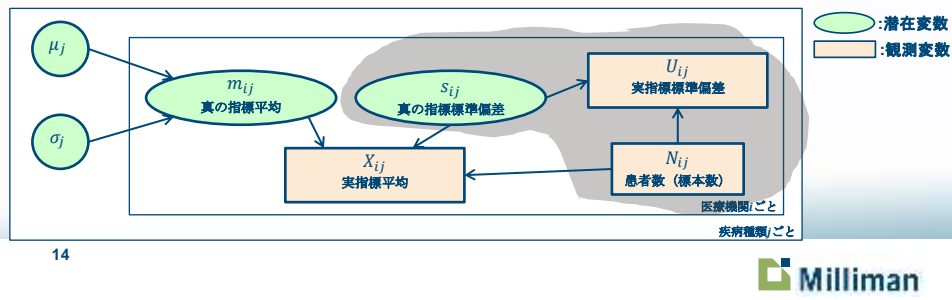 :潜在変数
:観測変数
μj
mij
真の指標平均
sij
真の指標標準偏差
Uij
実指標標準偏差
σj
Xij
実指標平均
Nij
患者数（標本数）
医療機関iごと
疾病種類jごと
14
Milliman